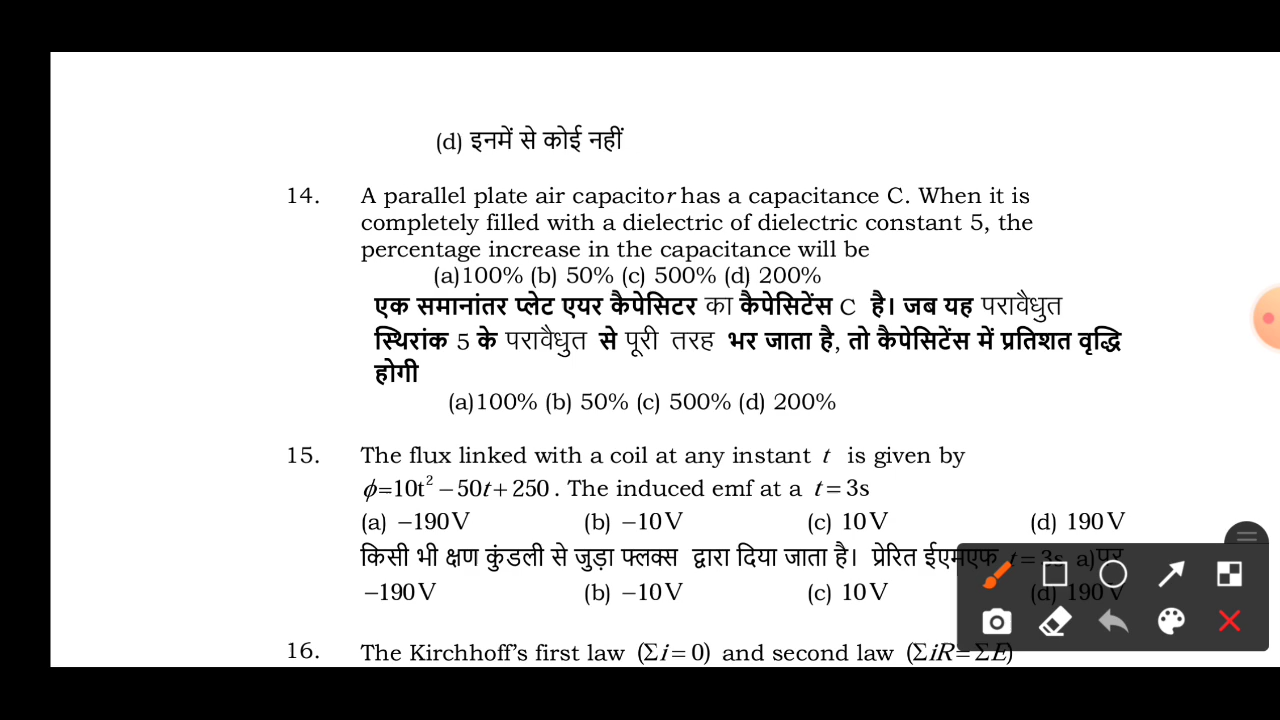 (d) इनमें से कोई नहीं
14. A parallel plate air capacitor has a capacitance C. When it is
completely filled with a dielectric of dielectric constant 5, the
percentage increase in the capacitance will be
(a)100% (b) 50% (c) 500% (d) 200%
एक समानांतर प्लेट एयर कैपेसिटर का कैपेसिटेंस C है। जब यह परावैधुत
स्थिरांक 5 के परावैधुत से पूरी तरह भर जाता है, तो कैपेसिटेंस में प्रतिशत वृद्धि
होगी
(a)100% (b) 50% (c) 500% (d) 200%
15. The flux linked with a coil at any instant t is given by
ϕ=10t² – 50t + 250 . The induced emf at a t = 3s
(a) –190V (b) –10V (c) 10V (d) 190V
किसी भी क्षण कुंडली से जुड़ा फ्लक्स द्वारा दिया जाता है। प्रेरित ईएमएफ t = 3s a)पर
–190V (b) –10V (c) 10V (d) 190V
16. The Kirchhoff's first law (Σi = 0) and second law (ΣiR = ΣE)